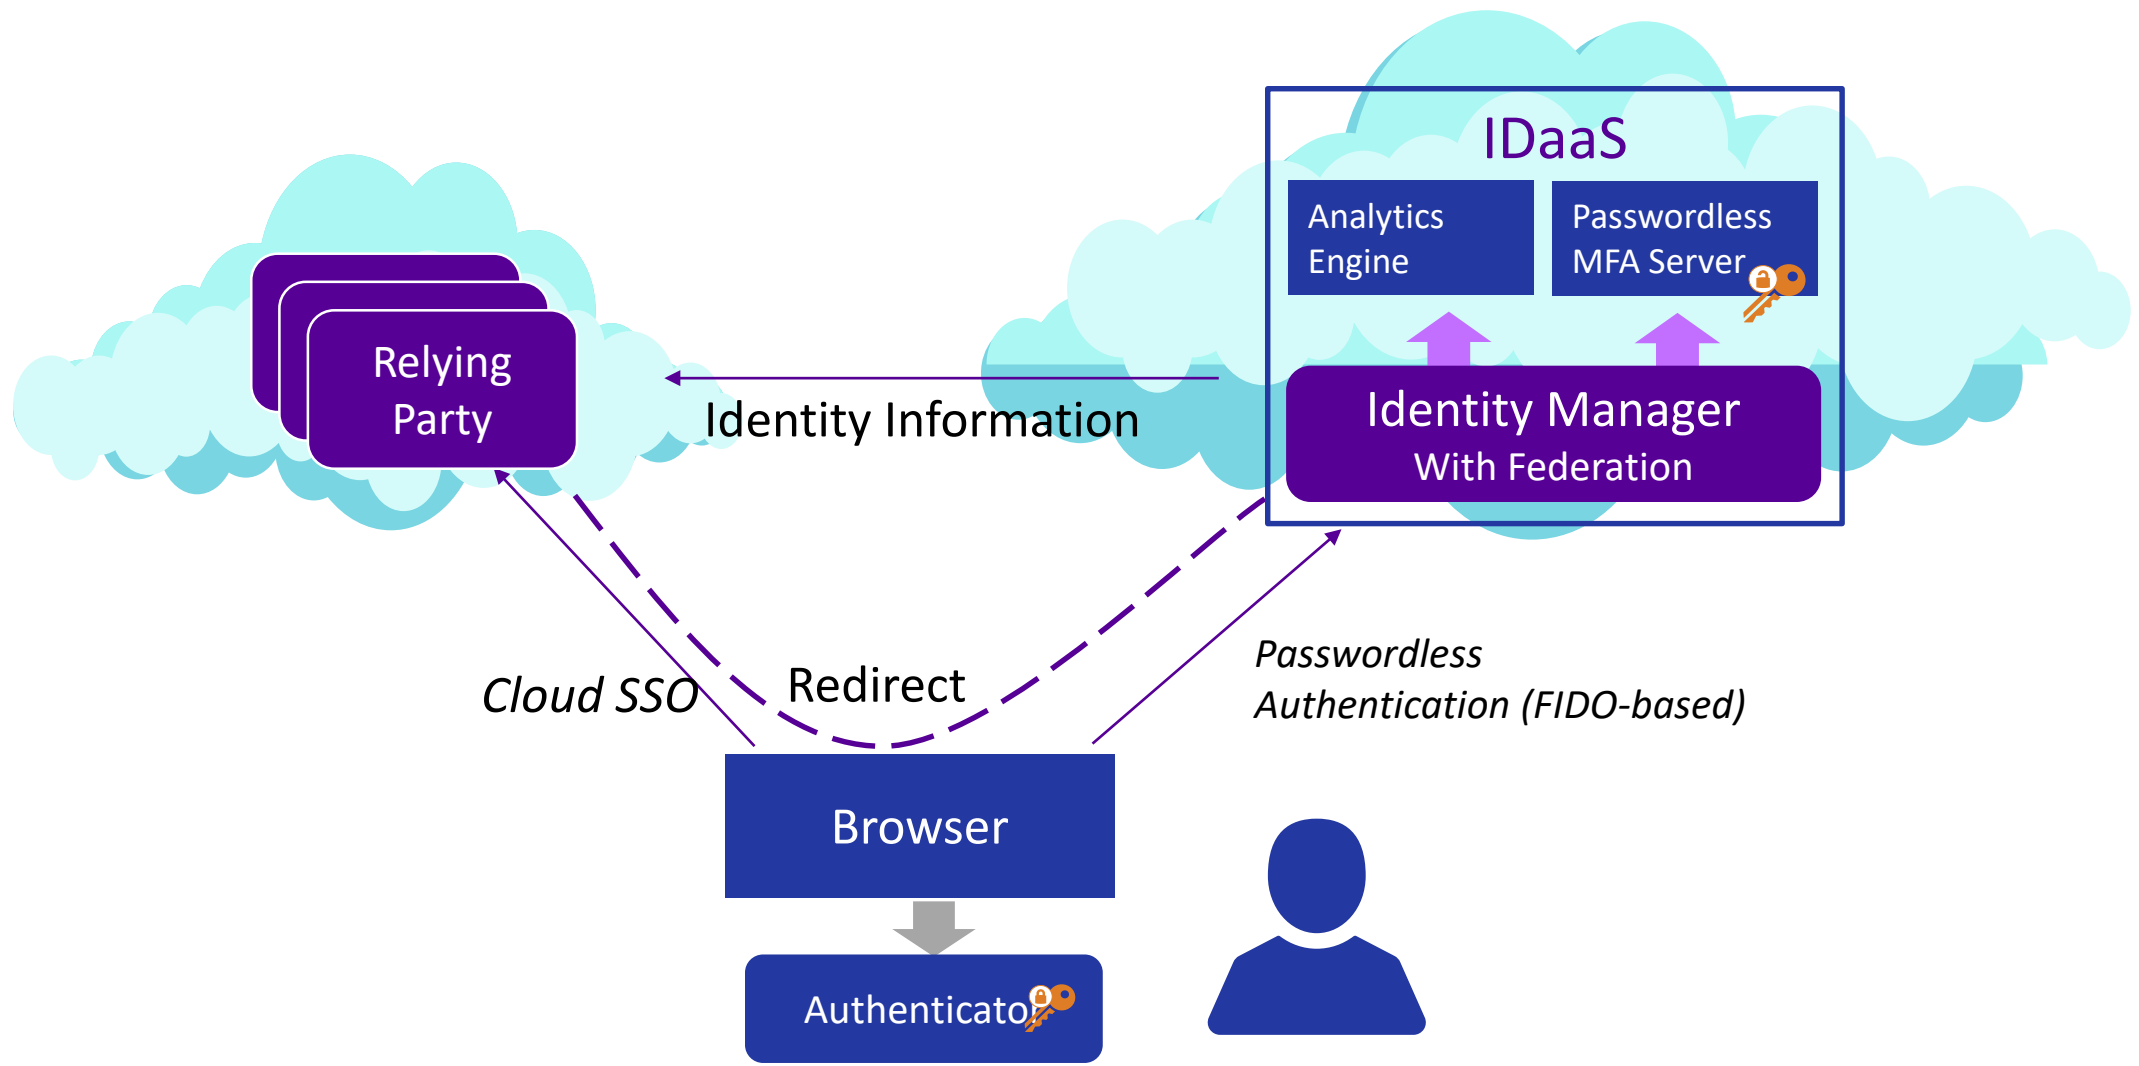 IDaaS
Analytics
Engine
Passwordless
MFA Server
Relying
Party
Identity Information
Identity Manager
With Federation
Cloud SSO
Redirect
Passwordless
Authentication (FIDO-based)
Browser
Authenticator